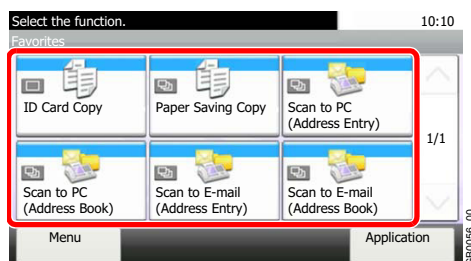 Select the function.
10:10
Favorites
ID Card Copy
Paper Saving Copy
Scan to PC
(Address Entry)
1/1
Scan to PC
(Address Book)
Scan to E-mail
(Address Entry)
Scan to E-mail
(Address Book)
Menu
Application